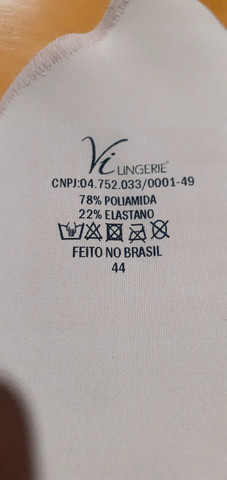 Vi LINGERIE®
CNPJ:04.752.033/0001-49
78% POLIAMIDA
22% ELASTANO
FEITO NO BRASIL
44